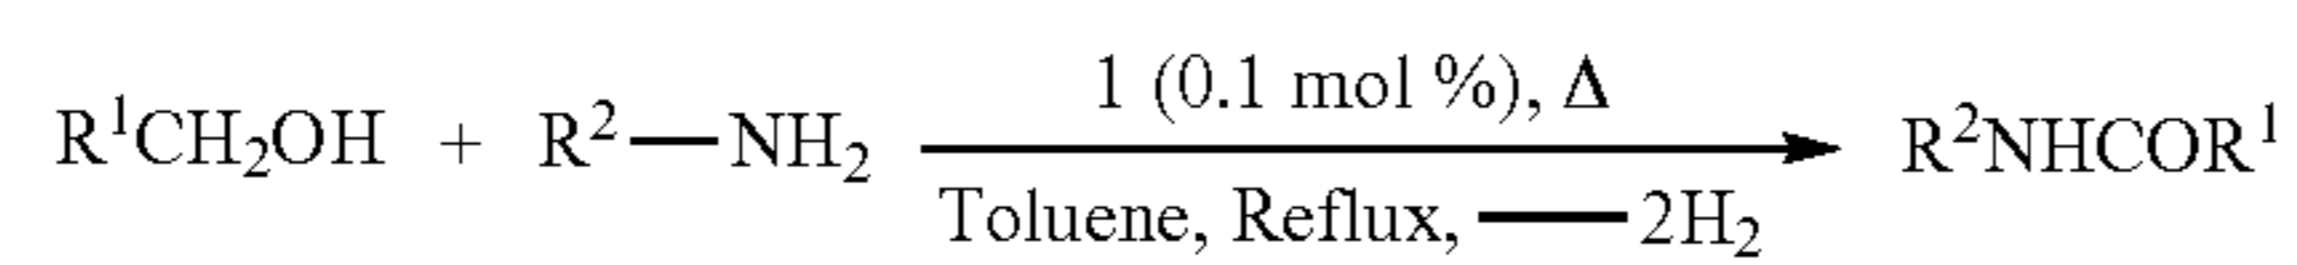 1 (0.1 mol %), Δ
R¹CH₂OH + R²—NH₂ R²NHCOR¹
Toluene, Reflux, —2H₂